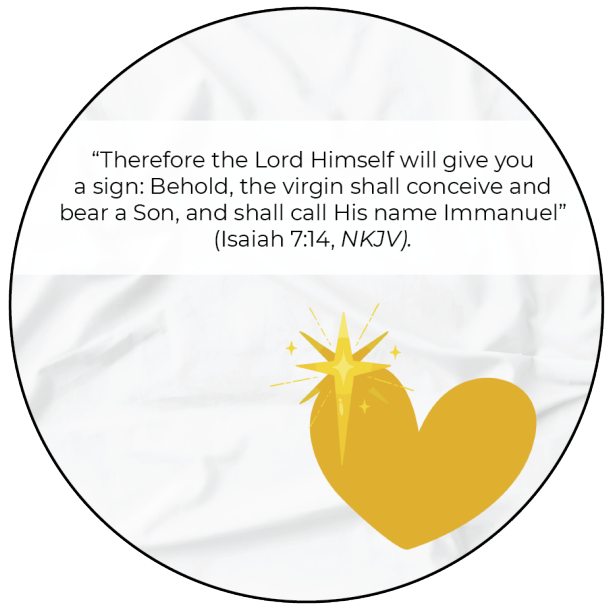 “Therefore the Lord Himself will give you
a sign: Behold, the virgin shall conceive and
bear a Son, and shall call His name Immanuel”
(Isaiah 7:14, NKJV).